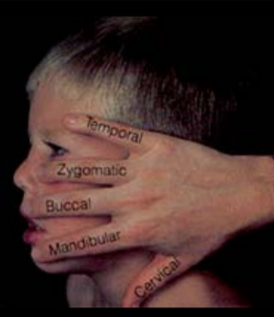 Temporal
Zygomatic
Buccal
Mandibular
Cervical